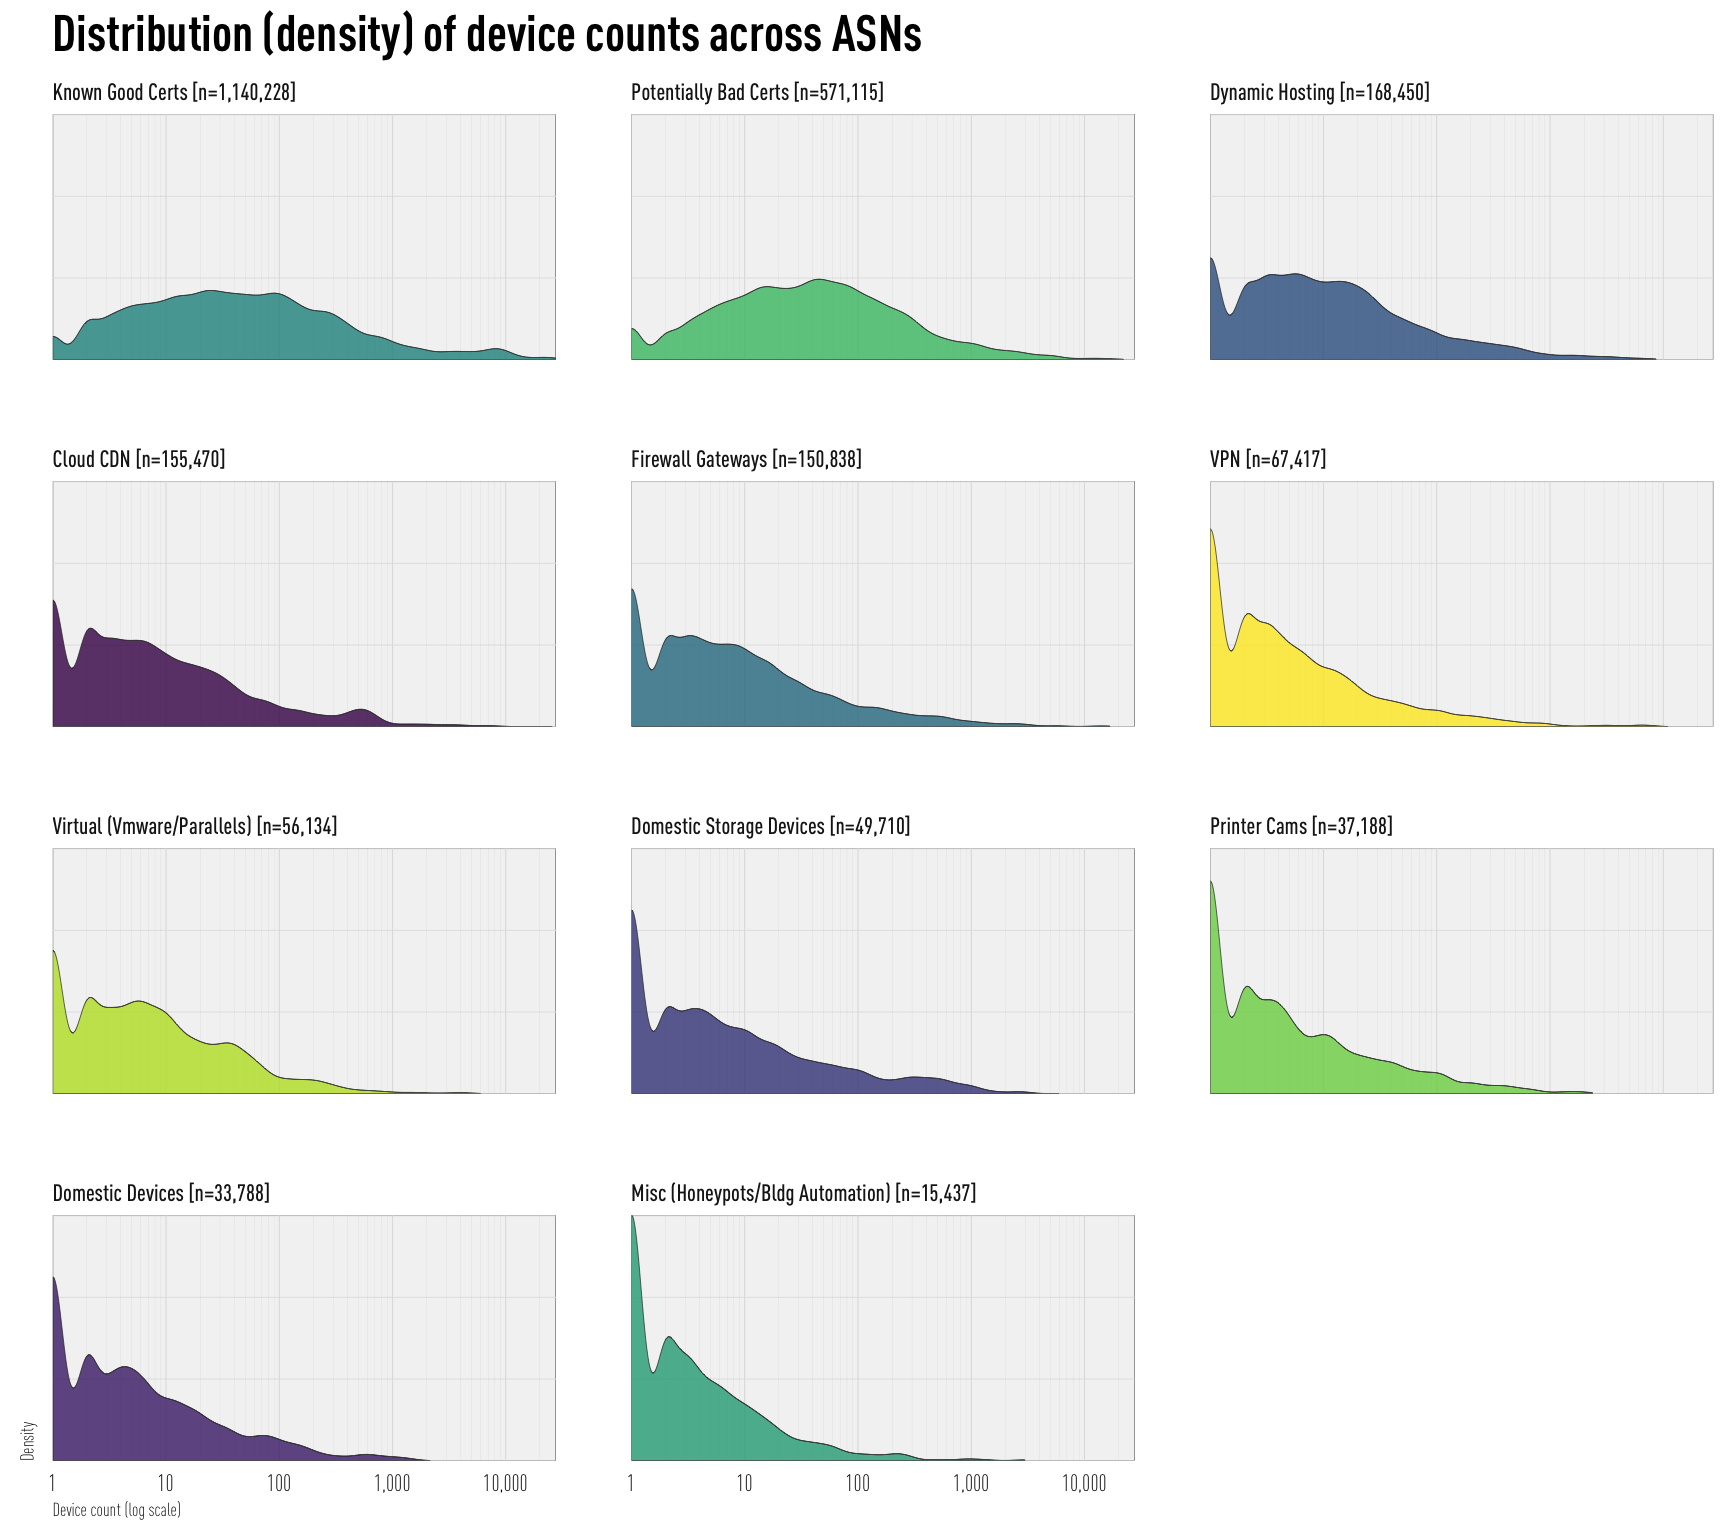 Distribution (density) of device counts across ASNs
Known Good Certs [n=1,140,228]
Potentially Bad Certs [n=571,115]
Dynamic Hosting [n=168,450]
Cloud CDN [n=155,470]
Firewall Gateways [n=150,838]
VPN [n=67,417]
Virtual (Vmware/Parallels) [n=56,134]
Domestic Storage Devices [n=49,710]
Printer Cams [n=37,188]
Domestic Devices [n=33,788]
Misc (Honeypots/Bldg Automation) [n=15,437]
Density
1 10 100 1,000 10,000
1 10 100 1,000 10,000
Device count (log scale)